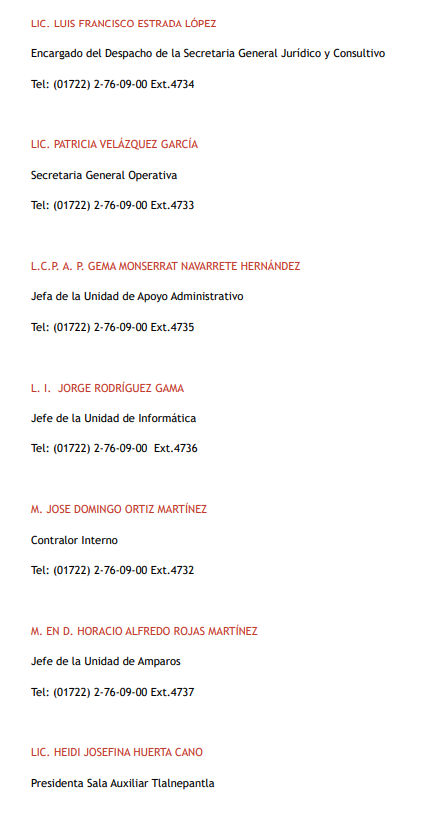 LIC. LUIS FRANCISCO ESTRADA LÓPEZ
Encargado del Despacho de la Secretaria General Jurídico y Consultivo
Tel: (01722) 2-76-09-00 Ext.4734
LIC. PATRICIA VELÁZQUEZ GARCÍA
Secretaria General Operativa
Tel: (01722) 2-76-09-00 Ext.4733
L.C.P. A. P. GEMA MONSERRAT NAVARRETE HERNÁNDEZ
Jefa de la Unidad de Apoyo Administrativo
Tel: (01722) 2-76-09-00 Ext.4735
L. I.  JORGE RODRÍGUEZ GAMA
Jefe de la Unidad de Informática
Tel: (01722) 2-76-09-00  Ext.4736
M. JOSE DOMINGO ORTIZ MARTÍNEZ
Contralor Interno
Tel: (01722) 2-76-09-00 Ext.4732
M. EN D. HORACIO ALFREDO ROJAS MARTÍNEZ
Jefe de la Unidad de Amparos
Tel: (01722) 2-76-09-00 Ext.4737
LIC. HEIDI JOSEFINA HUERTA CANO
Presidenta Sala Auxiliar Tlalnepantla